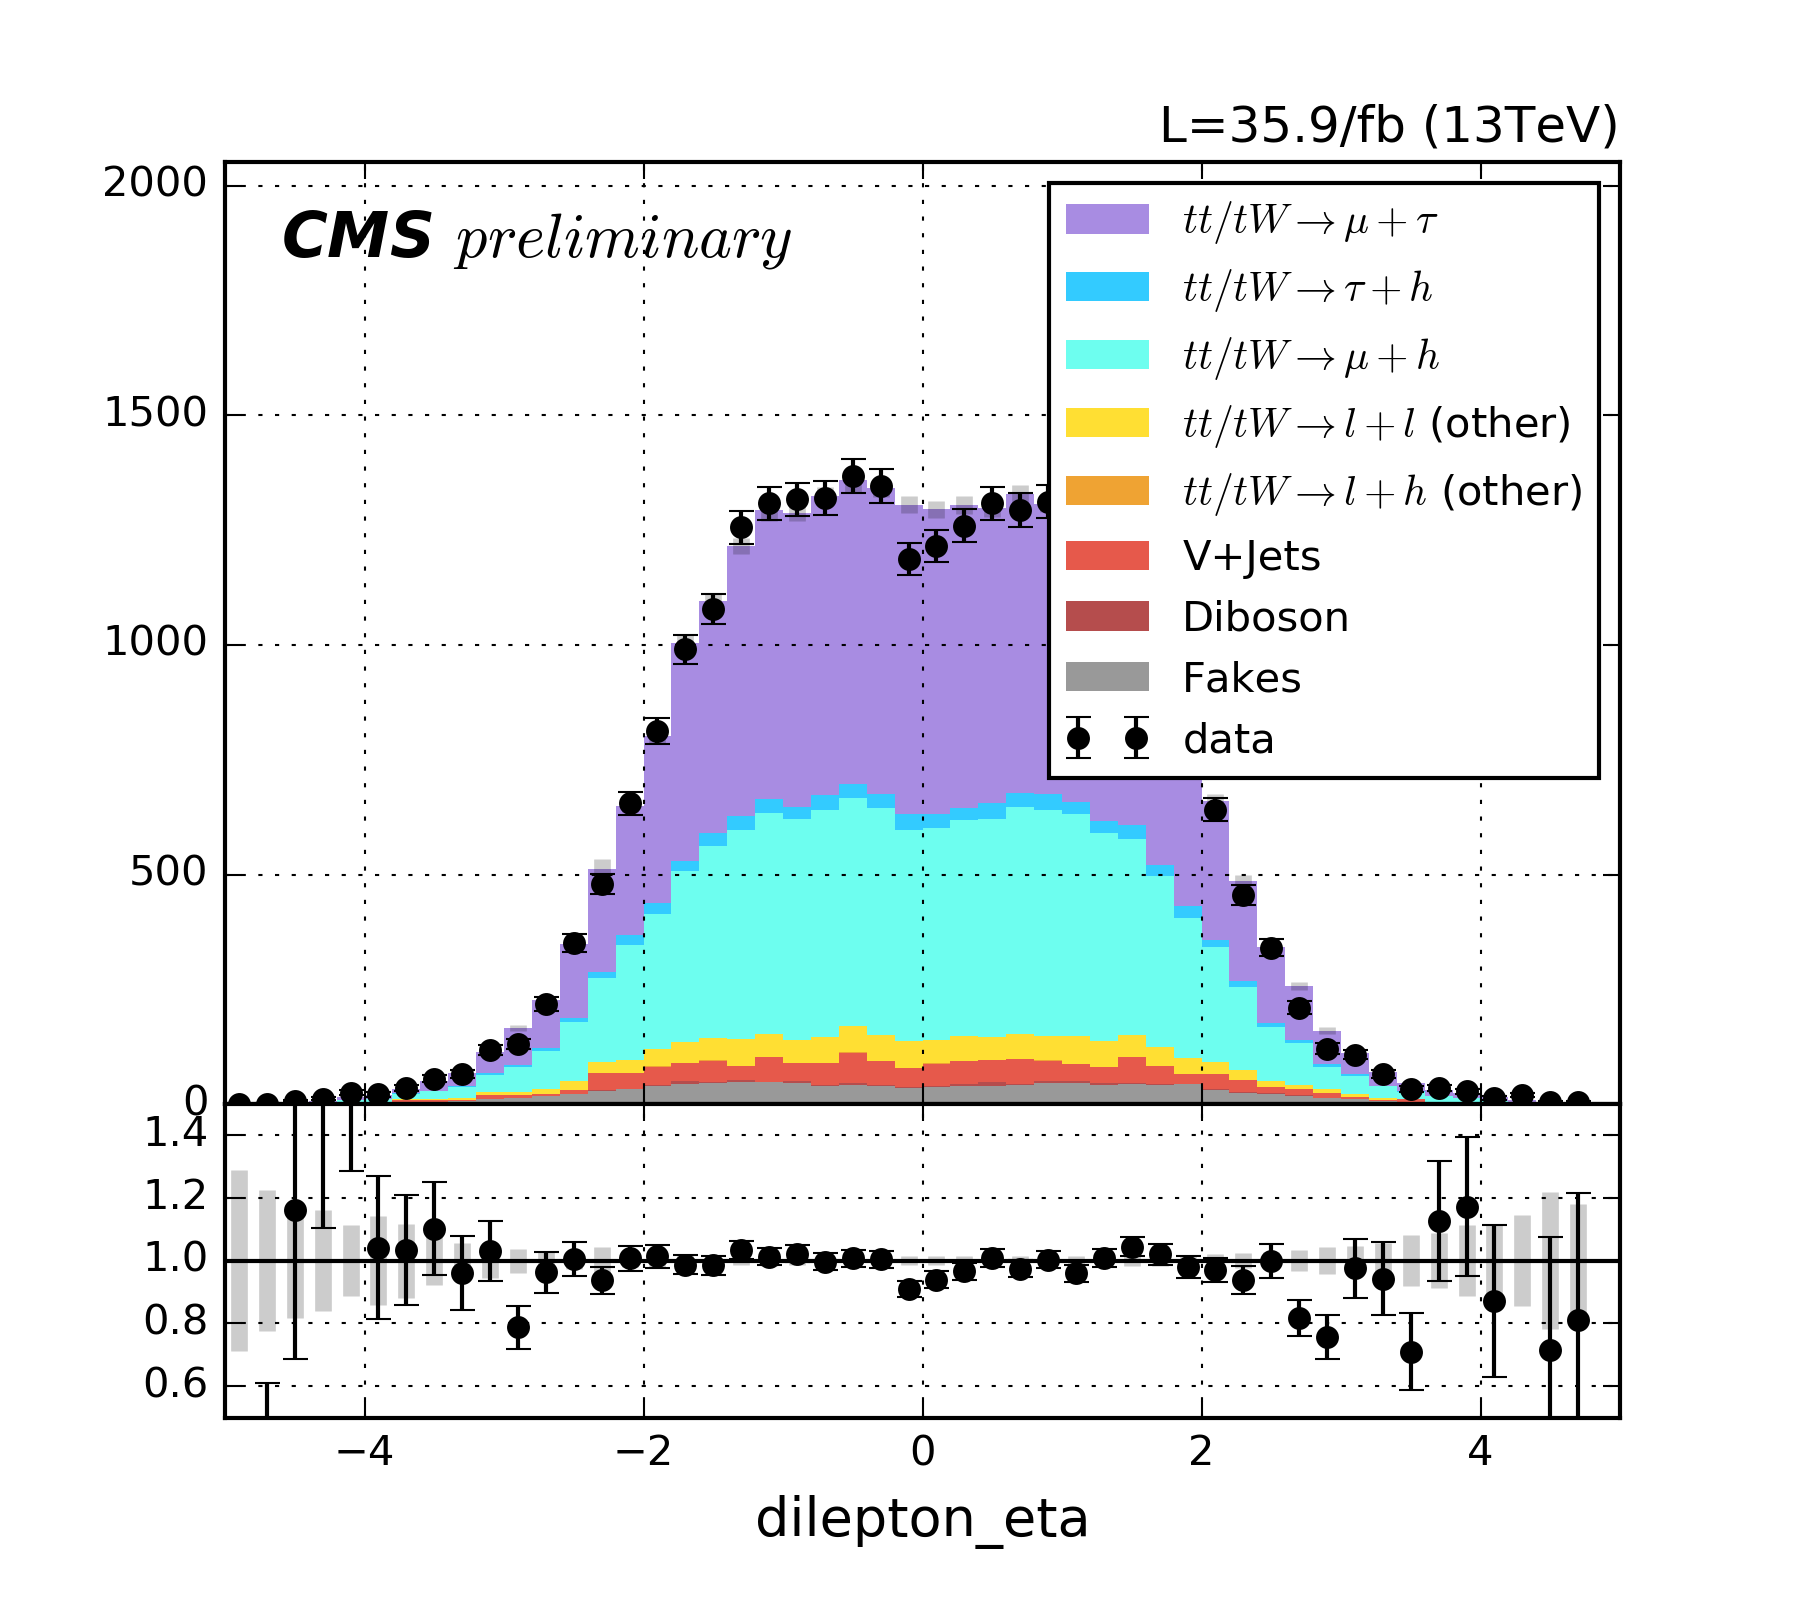 L=35.9/fb (13TeV)
CMS preliminary
2000
1500
1000
500
0
tt/tW→μ+τ
tt/tW→τ+h
tt/tW→μ+h
tt/tW→l+l (other)
tt/tW→l+h (other)
V+Jets
Diboson
Fakes
data
1.4
1.2
1.0
0.8
0.6
−4 −2 0 2 4
dilepton_eta